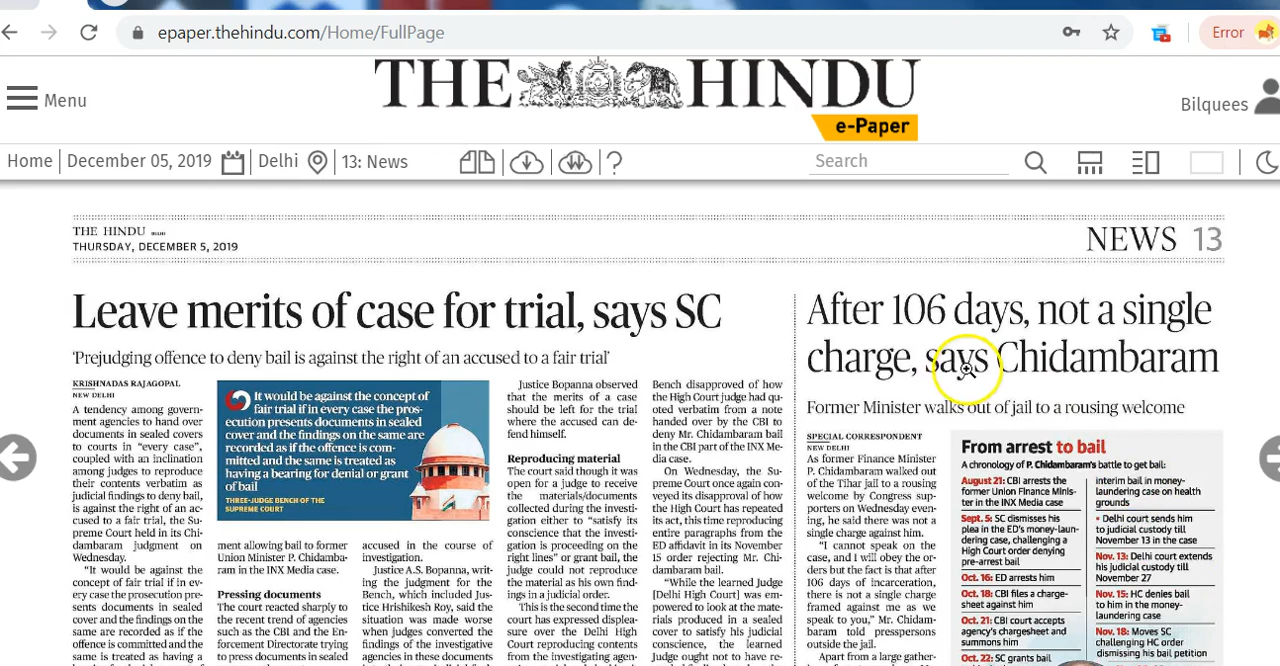 epaper.thehindu.com/Home/FullPage
Error
Menu
THE HINDU
e-Paper
Bilquees
Home
December 05, 2019
Delhi
13: News
Search
THE HINDU
THURSDAY, DECEMBER 5, 2019
NEWS 13
Leave merits of case for trial, says SC
'Prejudging offence to deny bail is against the right of an accused to a fair trial'
KRISHNADAS RAJAGOPAL
NEW DELHI
A tendency among govern-
ment agencies to hand over
documents in sealed covers
to courts in "every case",
coupled with an inclination
among judges to reproduce
their contents verbatim as
judicial findings to deny bail,
is against the right of an ac-
cused to a fair trial, the Su-
preme Court held in its Chi-
dambaram judgment on
Wednesday.
"It would be against the
concept of fair trial if in ev-
ery case the prosecution pre-
sents documents in sealed
cover and the findings on the
same are recorded as if the
offence is committed and the
same is treated as having a
It would be against the concept of
fair trial if in every case the pros-
ecution presents documents in sealed
cover and the findings on the same are
recorded as if the offence is com-
mitted and the same is treated as
having a bearing for denial or grant
of bail
THREE-JUDGE BENCH OF THE
SUPREME COURT
ment allowing bail to former
Union Minister P. Chidamba-
ram in the INX Media case.
Pressing documents
The court reacted sharply to
the recent trend of agencies
such as the CBI and the En-
forcement Directorate trying
to press documents in sealed
accused in the course of
investigation.
Justice A.S. Bopanna, writ-
ing the judgment for the
Bench, which included Jus-
tice Hrishikesh Roy, said the
situation was made worse
when judges converted the
findings of the investigative
agencies in these documents
Justice Bopanna observed
that the merits of a case
should be left for the trial
where the accused can de-
fend himself.
Reproducing material
The court said though it was
open for a judge to receive
the materials/documents
collected during the investi-
gation either to "satisfy its
conscience that the investi-
gation is proceeding on the
right lines" or grant bail, the
judge could not reproduce
the material as his own find-
ings in a judicial order.
This is the second time the
court has expressed displea-
sure over the Delhi High
Court reproducing contents
from the investigating agen-
Bench disapproved of how
the High Court judge had qu-
oted verbatim from a note
handed over by the CBI to
deny Mr. Chidambaram bail
in the CBI part of the INX Me-
dia case.
On Wednesday, the Su-
preme Court once again con-
veyed its disapproval of how
the High Court has repeated
its act, this time reproducing
entire paragraphs from the
ED affidavit in its November
15 order rejecting Mr. Chi-
dambaram bail.
"While the learned Judge
[Delhi High Court] was em-
powered to look at the mate-
rials produced in a sealed
cover to satisfy his judicial
conscience, the learned
Judge ought not to have re-
After 106 days, not a single
charge, says Chidambaram
Former Minister walks out of jail to a rousing welcome
SPECIAL CORRESPONDENT
NEW DELHI
As former Finance Minister
P. Chidambaram walked out
of the Tihar jail to a rousing
welcome by Congress sup-
porters on Wednesday even-
ing, he said there was not a
single charge against him.
"I cannot speak on the
case, and I will obey the or-
ders but the fact is that after
106 days of incarceration,
there is not a single charge
framed against me as we
speak to you," Mr. Chidam-
baram told presspersons
outside the jail.
Apart from a large gather-
From arrest to bail
A chronology of P. Chidambaram's battle to get bail:
August 21: CBI arrests the
former Union Finance Minis-
ter in the INX Media case
Sept. 5: SC dismisses his
plea in the ED's money-laun-
dering case, challenging a
High Court order denying
pre-arrest bail
Oct. 16: ED arrests him
Oct. 18: CBI files a charge-
sheet against him
Oct. 21: CBI court accepts
agency's chargesheet and
summons him
Oct. 22: SC grants bail
interim bail in money-
laundering case on health
grounds
• Delhi court sends him
to judicial custody till
November 13 in the case
Nov. 13: Delhi court extends
his judicial custody till
November 27
Nov. 15: HC denies bail
to him in the money-
laundering case
Nov. 18: Moves SC
challenging HC order
dismissing his bail petition